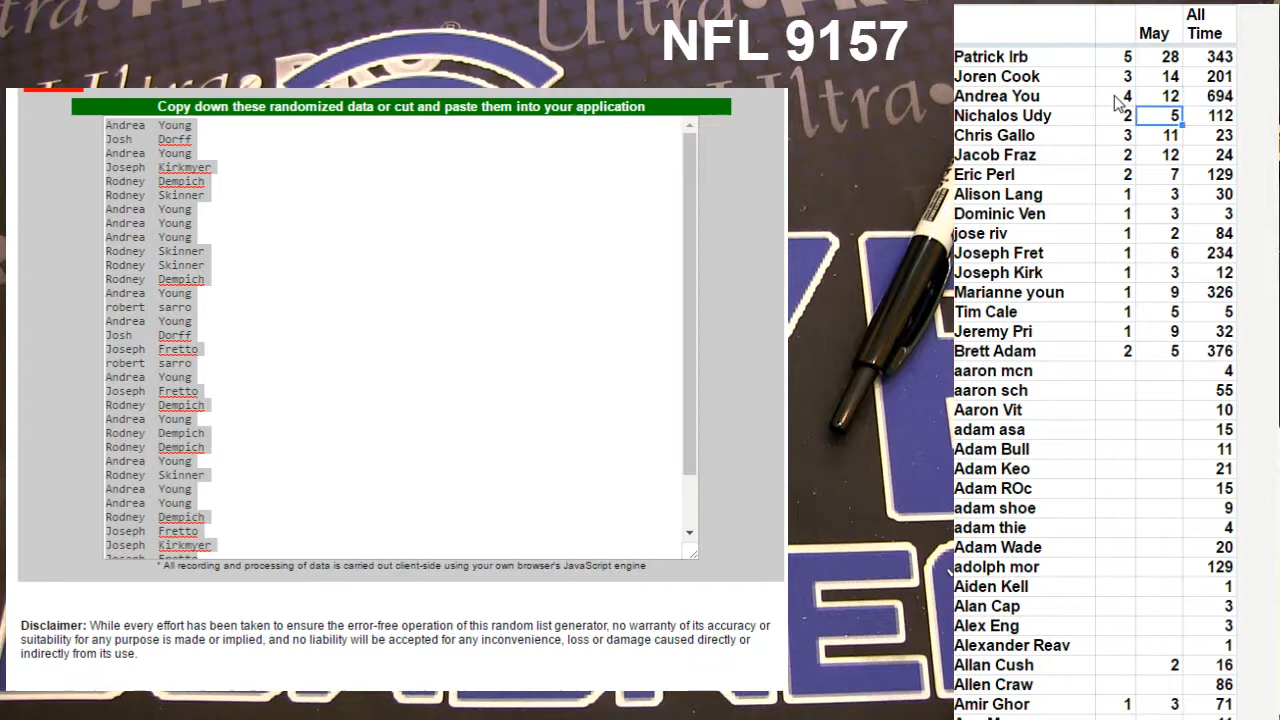 NFL 9157
Copy down these randomized data or cut and paste them into your application
Andrea Young
Josh Dorff
Andrea Young
Joseph Kirkmyer
Rodney Dempich
Rodney Skinner
Andrea Young
Andrea Young
Andrea Young
Rodney Skinner
Rodney Skinner
Rodney Dempich
Andrea Young
robert sarro
Andrea Young
Josh Dorff
Joseph Fretto
robert sarro
Andrea Young
Joseph Fretto
Rodney Dempich
Andrea Young
Rodney Dempich
Rodney Dempich
Andrea Young
Rodney Skinner
Andrea Young
Andrea Young
Rodney Dempich
Joseph Fretto
Joseph Kirkmyer
Joseph Fretto
* All recording and processing of data is carried out client-side using your own browser's JavaScript engine
Disclaimer: While every effort has been taken to ensure the error-free operation of this random list generator, no warranty of its accuracy or
suitability for any purpose is made or implied, and no liability will be accepted for any inconvenience, loss or damage caused directly or
indirectly from its use.
May All Time
Patrick Irb 5 28 343
Joren Cook 3 14 201
Andrea You 4 12 694
Nichalos Udy 2 5 112
Chris Gallo 3 11 23
Jacob Fraz 2 12 24
Eric Perl 2 7 129
Alison Lang 1 3 30
Dominic Ven 1 3 3
jose riv 1 2 84
Joseph Fret 1 6 234
Joseph Kirk 1 3 12
Marianne youn 1 9 326
Tim Cale 1 5 5
Jeremy Pri 1 9 32
Brett Adam 2 5 376
aaron mcn 4
aaron sch 55
Aaron Vit 10
adam asa 15
Adam Bull 11
Adam Keo 21
Adam ROc 15
adam shoe 9
adam thie 4
Adam Wade 20
adolph mor 129
Aiden Kell 1
Alan Cap 3
Alex Eng 3
Alexander Reav 1
Allan Cush 2 16
Allen Craw 86
Amir Ghor 1 3 71